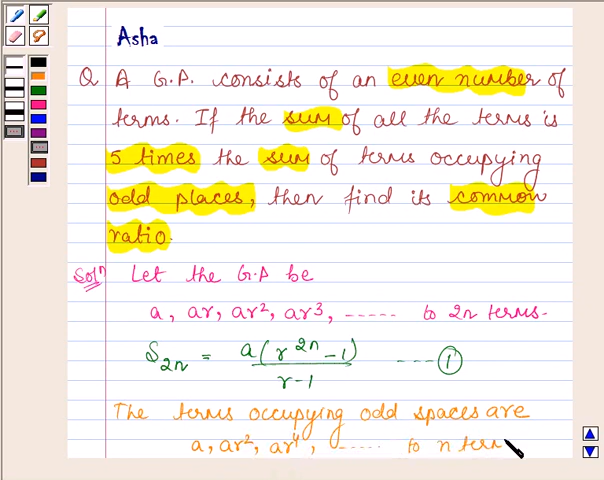 Asha
Q A G.P. consists of an even number of
terms. If the sum of all the terms is
5 times the sum of terms occupying
odd places, then find its common
ratio.
Solⁿ Let the G.P be
a, ar, ar², ar³, ----- to 2n terms.
S₂ₙ = a(r²ⁿ - 1) / r - 1 ---- ①
The terms occupying odd spaces are
a, ar², ar⁴, ----- to n ter